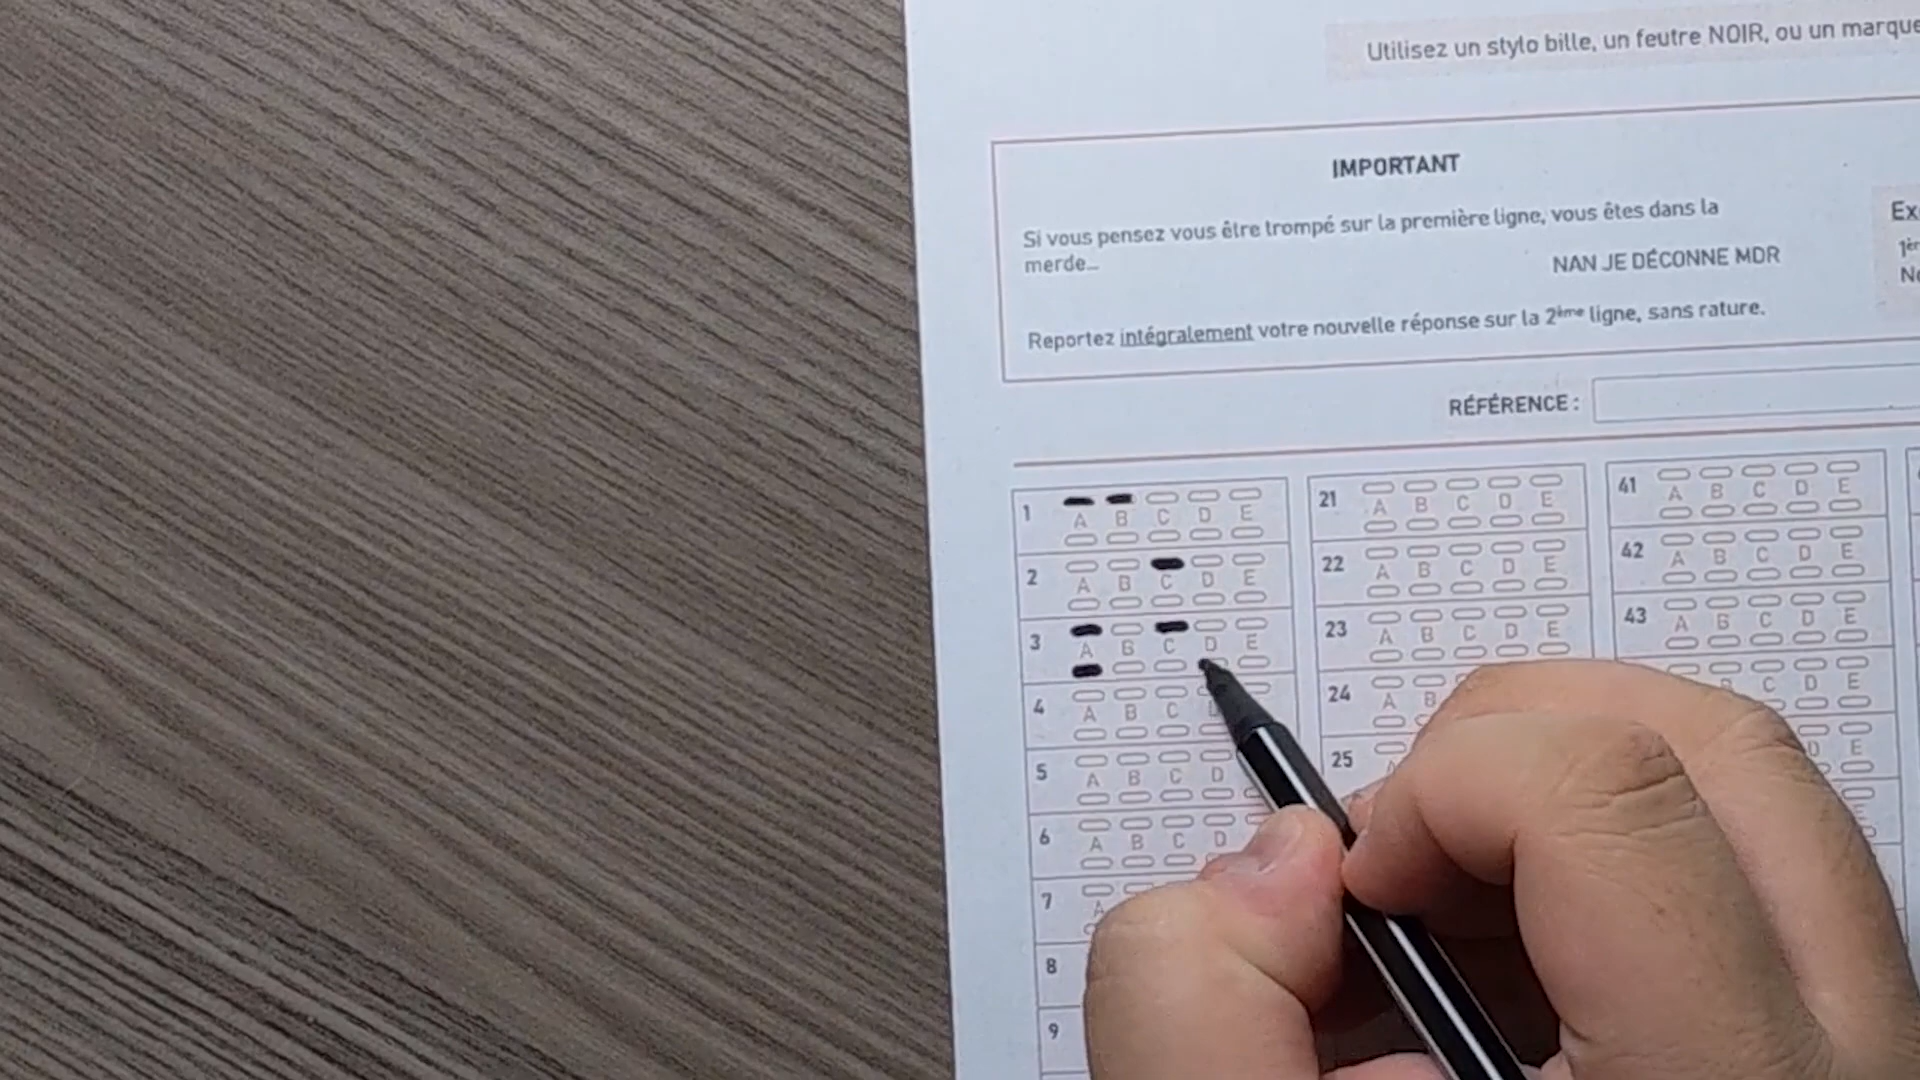 Utilisez un stylo bille, un feutre NOIR, ou un marque
IMPORTANT
Si vous pensez vous être trompé sur la première ligne, vous êtes dans la
merde...
NAN JE DÉCONNE MDR
Reportez intégralement votre nouvelle réponse sur la 2ème ligne, sans rature.
Ex
1èr
No
RÉFÉRENCE :
1 A B C D E
2 A B C D E
3 A B C D E
4 A B C
5 A B C D
6 A B C D
7 A
8
9
21 A B C D E
22 A B C D E
23 A B C D E
24 A B
25
41 A B C D E
42 A B C D E
43 A B C D E
C D E
D E